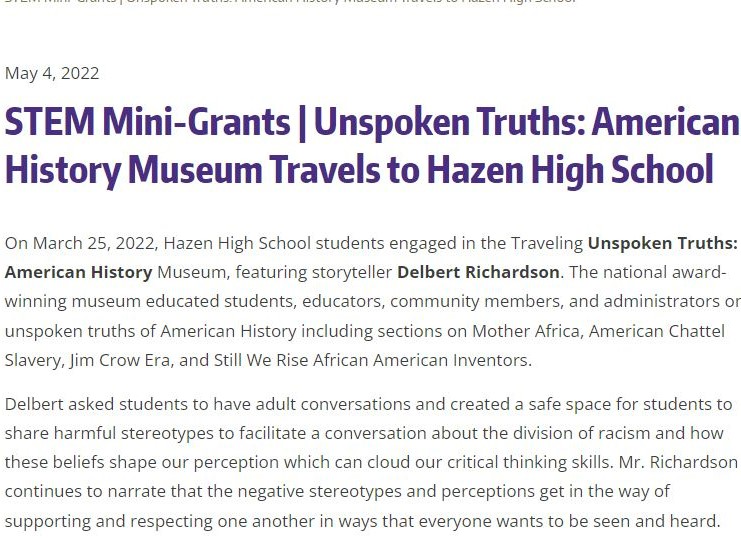 STEM Mini-Grants | Unspoken Truths: American History Museum Travels to Hazen High School
May 4, 2022
STEM Mini-Grants | Unspoken Truths: American
History Museum Travels to Hazen High School
On March 25, 2022, Hazen High School students engaged in the Traveling Unspoken Truths:
American History Museum, featuring storyteller Delbert Richardson. The national award-
winning museum educated students, educators, community members, and administrators or
unspoken truths of American History including sections on Mother Africa, American Chattel
Slavery, Jim Crow Era, and Still We Rise African American Inventors.
Delbert asked students to have adult conversations and created a safe space for students to
share harmful stereotypes to facilitate a conversation about the division of racism and how
these beliefs shape our perception which can cloud our critical thinking skills. Mr. Richardson
continues to narrate that the negative stereotypes and perceptions get in the way of
supporting and respecting one another in ways that everyone wants to be seen and heard.